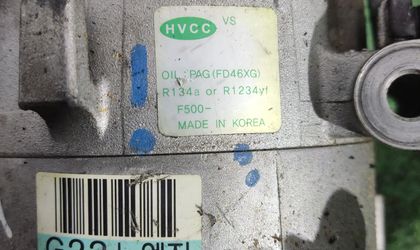 HVCC VS
OIL : PAG(FD46XG)
R134a or R1234yf
F500-
MADE IN KOREA